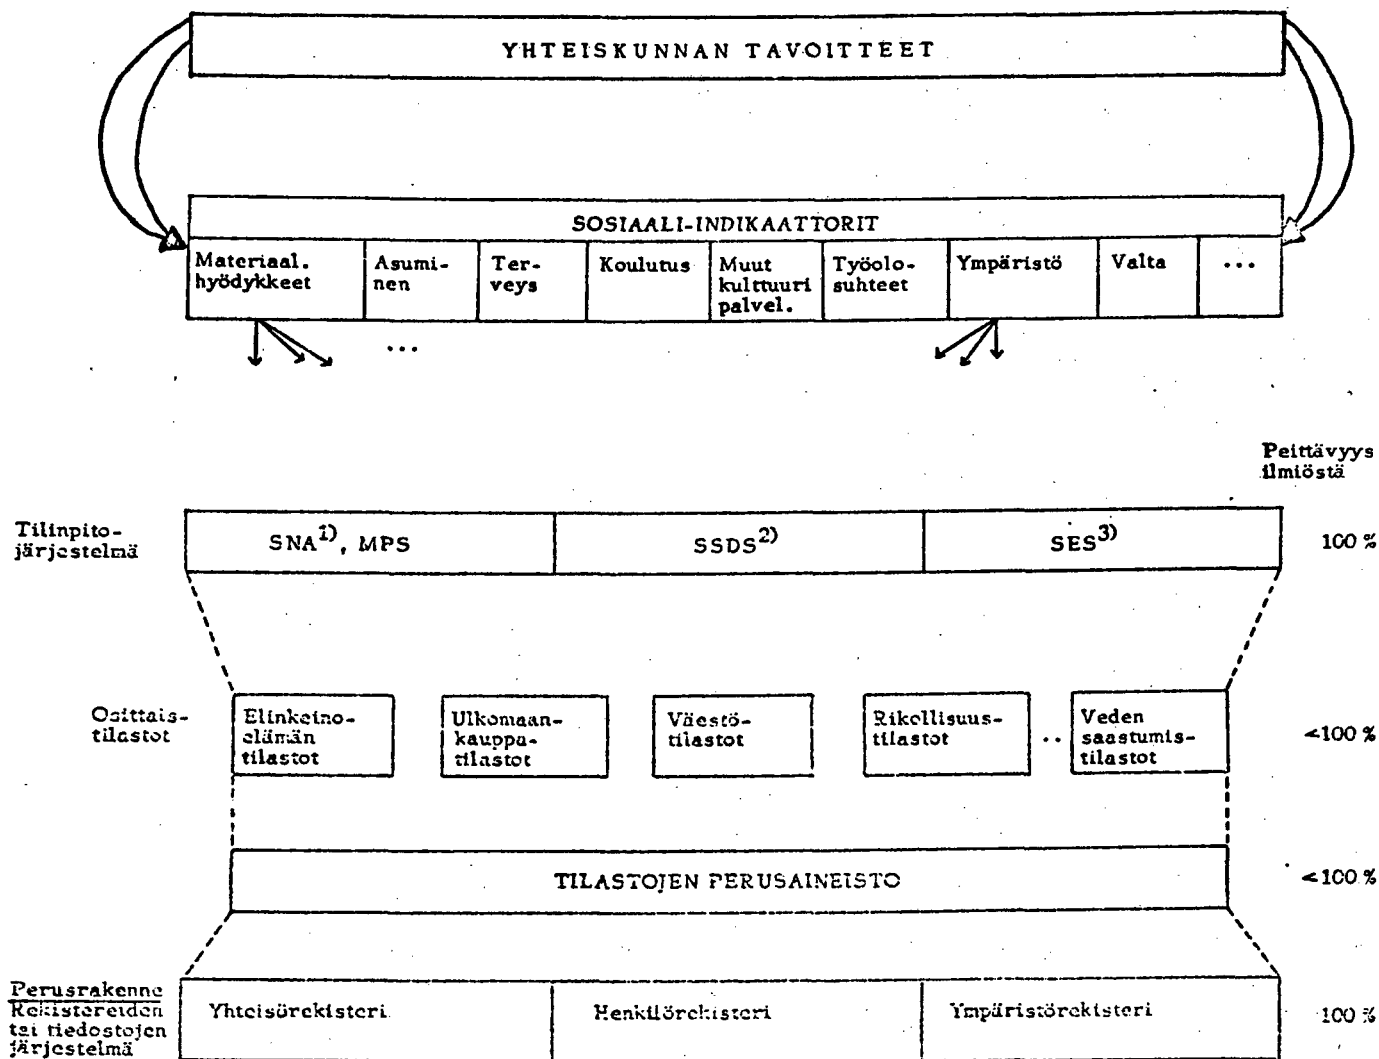 YHTEISKUNNAN TAVOITTEET
SOSIAALI-INDIKAATTORIT
Materiaal.
hyödykkeet
Asumi-
nen
Ter-
veys
Koulutus
Muut
kulttuuri
palvel.
Työolo-
suhteet
Ympäristö
Valta
...
...
Peittävyys
ilmiöstä
Tilinpito-
järjestelmä
SNA1), MPS
SSDS2)
SES3)
100 %
Osittais-
tilastot
Elinkeino-
elämän
tilastot
Ulkomaan-
kauppa-
tilastot
Väestö-
tilastot
Rikollisuus-
tilastot
..
Veden
saastumis-
tilastot
<100 %
TILASTOJEN PERUSAINEISTO
<100 %
Perusrakenne
Rekistereiden
tai tiedostojen
järjestelmä
Yhteisörekisteri
Henkilörekisteri
Ympäristörekisteri
100 %